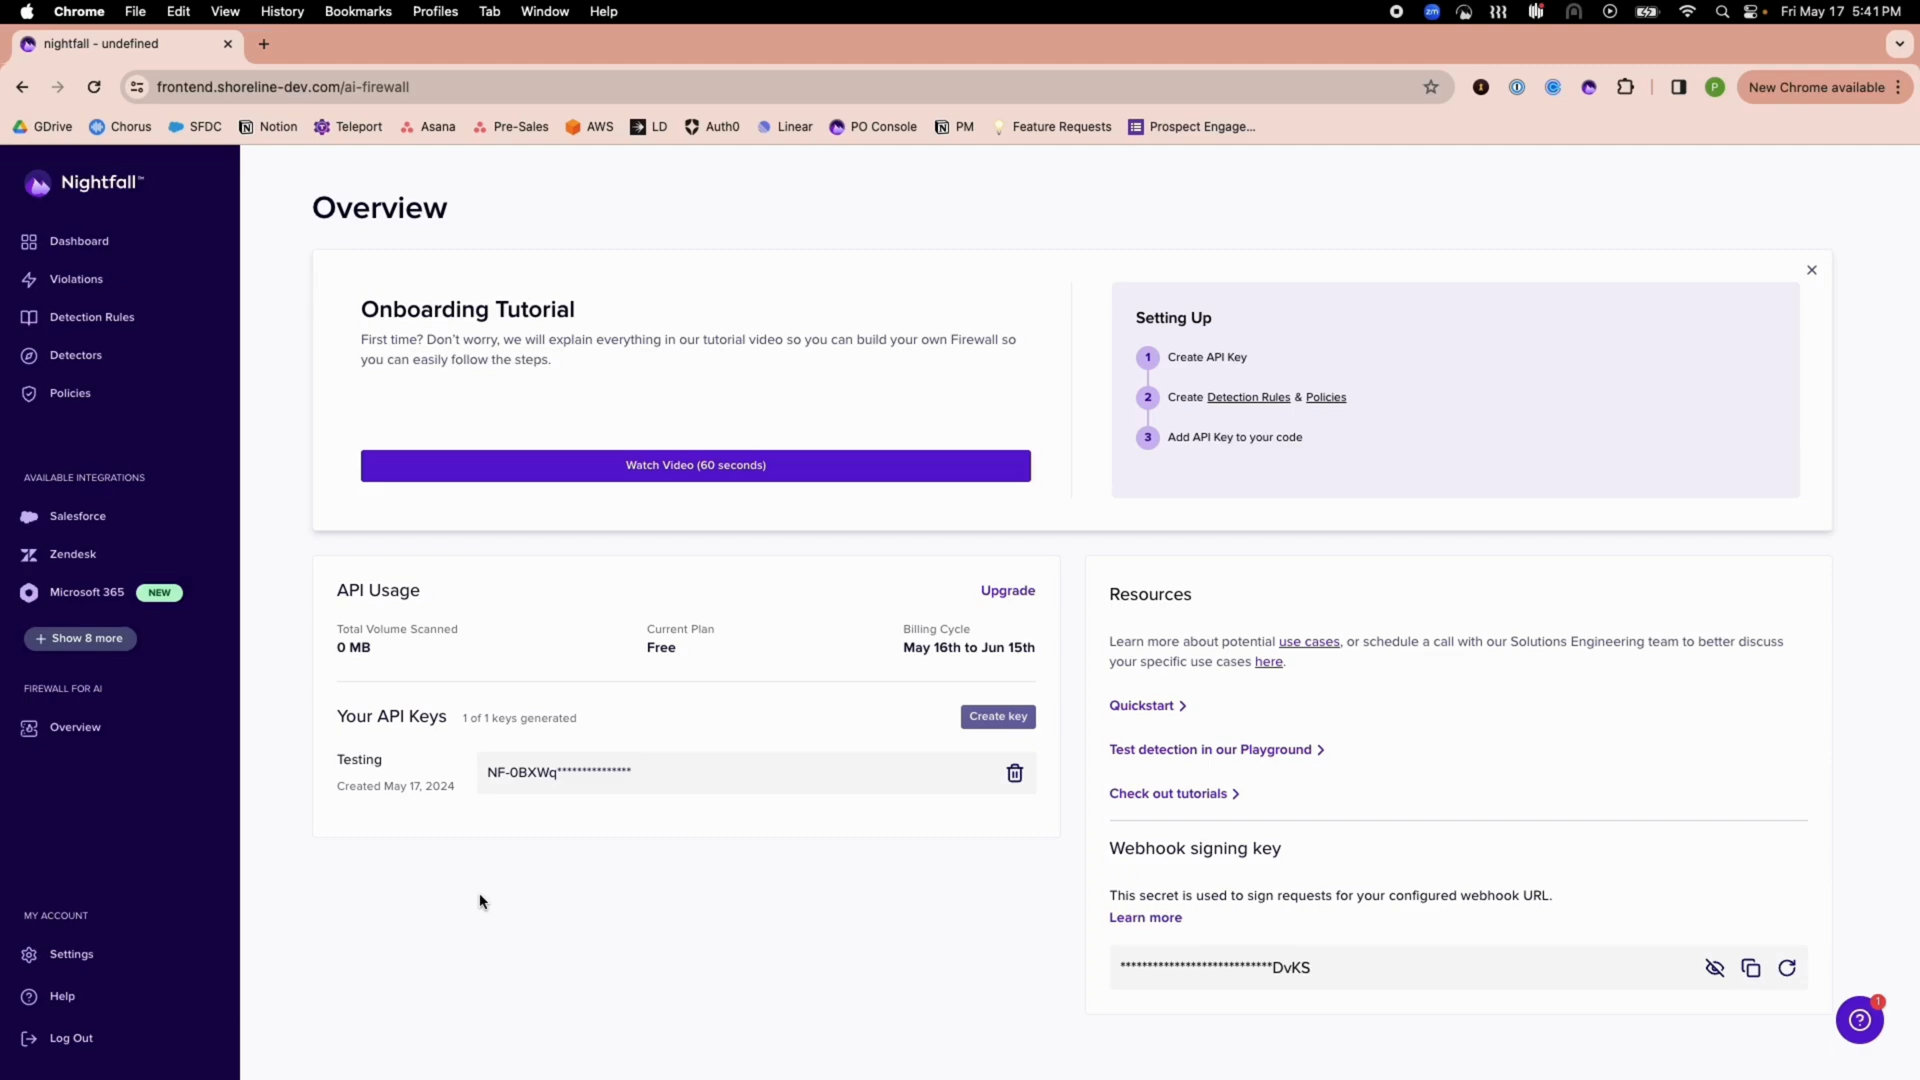 Chrome File Edit View History Bookmarks Profiles Tab Window Help
zm
Fri May 17 5:41 PM
nightfall - undefined
frontend.shoreline-dev.com/ai-firewall
P
New Chrome available
GDrive Chorus SFDC Notion Teleport Asana Pre-Sales AWS LD Auth0 Linear PO Console PM Feature Requests Prospect Engage...
Nightfall™
Dashboard
Violations
Detection Rules
Detectors
Policies
AVAILABLE INTEGRATIONS
Salesforce
Zendesk
Microsoft 365 NEW
+ Show 8 more
FIREWALL FOR AI
Overview
MY ACCOUNT
Settings
Help
Log Out
Overview
Onboarding Tutorial
First time? Don't worry, we will explain everything in our tutorial video so you can build your own Firewall so
you can easily follow the steps.
Watch Video (60 seconds)
Setting Up
1 Create API Key
2 Create Detection Rules & Policies
3 Add API Key to your code
API Usage Upgrade
Total Volume Scanned Current Plan Billing Cycle
0 MB Free May 16th to Jun 15th
Your API Keys 1 of 1 keys generated Create key
Testing
NF-0BXWq***************
Created May 17, 2024
Resources
Learn more about potential use cases, or schedule a call with our Solutions Engineering team to better discuss
your specific use cases here.
Quickstart
Test detection in our Playground
Check out tutorials
Webhook signing key
This secret is used to sign requests for your configured webhook URL.
Learn more
****************************DvKS
1